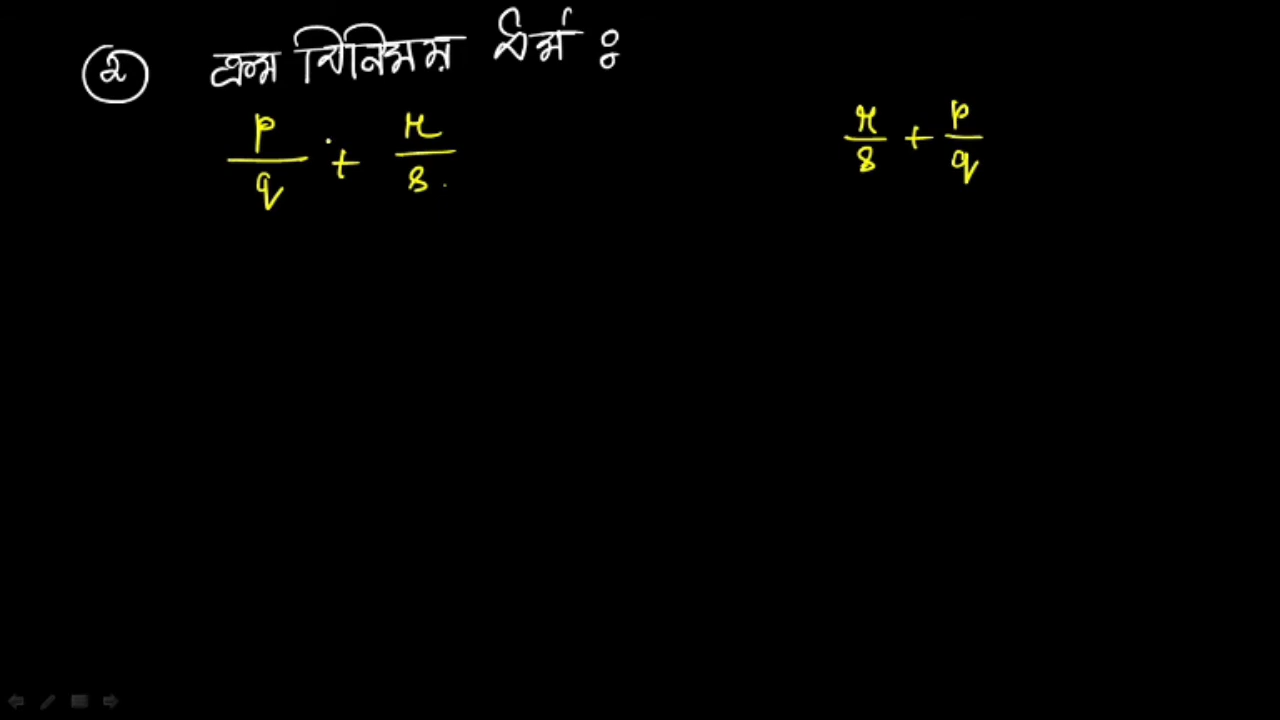 ২ ক্রম বিনিময় ধর্ম :
p/q + r/s r/s + p/q